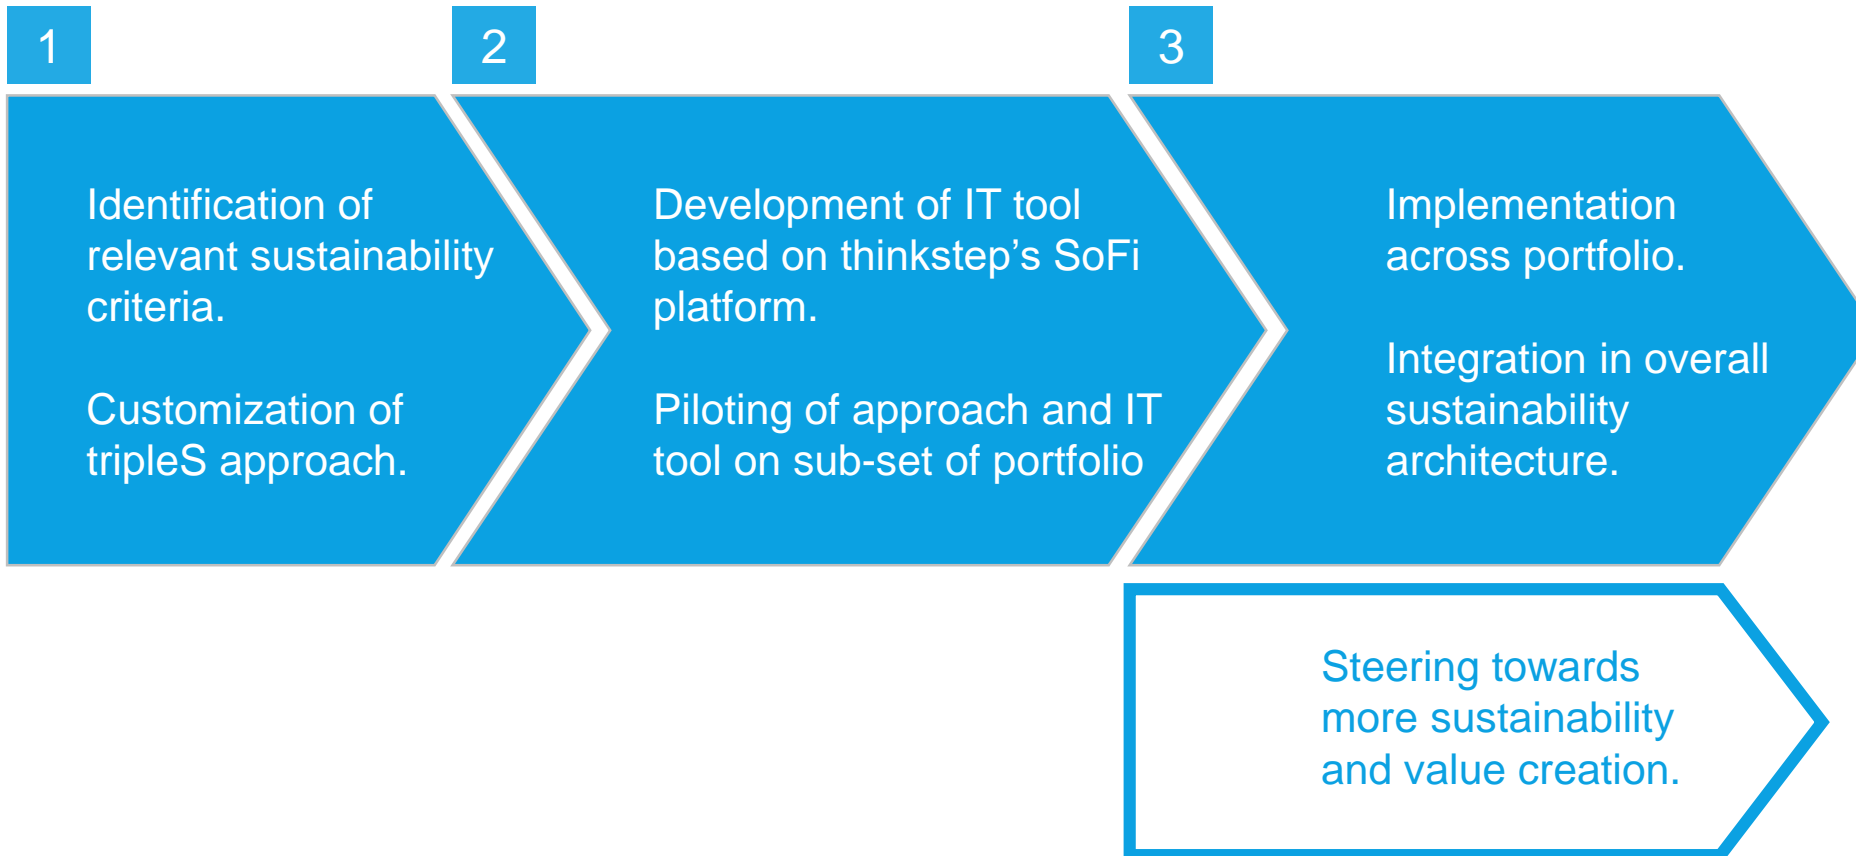 1
Identification of
relevant sustainability
criteria.
Customization of
tripleS approach.
2
Development of IT tool
based on thinkstep’s SoFi
platform.
Piloting of approach and IT
tool on sub-set of portfolio
3
Implementation
across portfolio.
Integration in overall
sustainability
architecture.
Steering towards
more sustainability
and value creation.